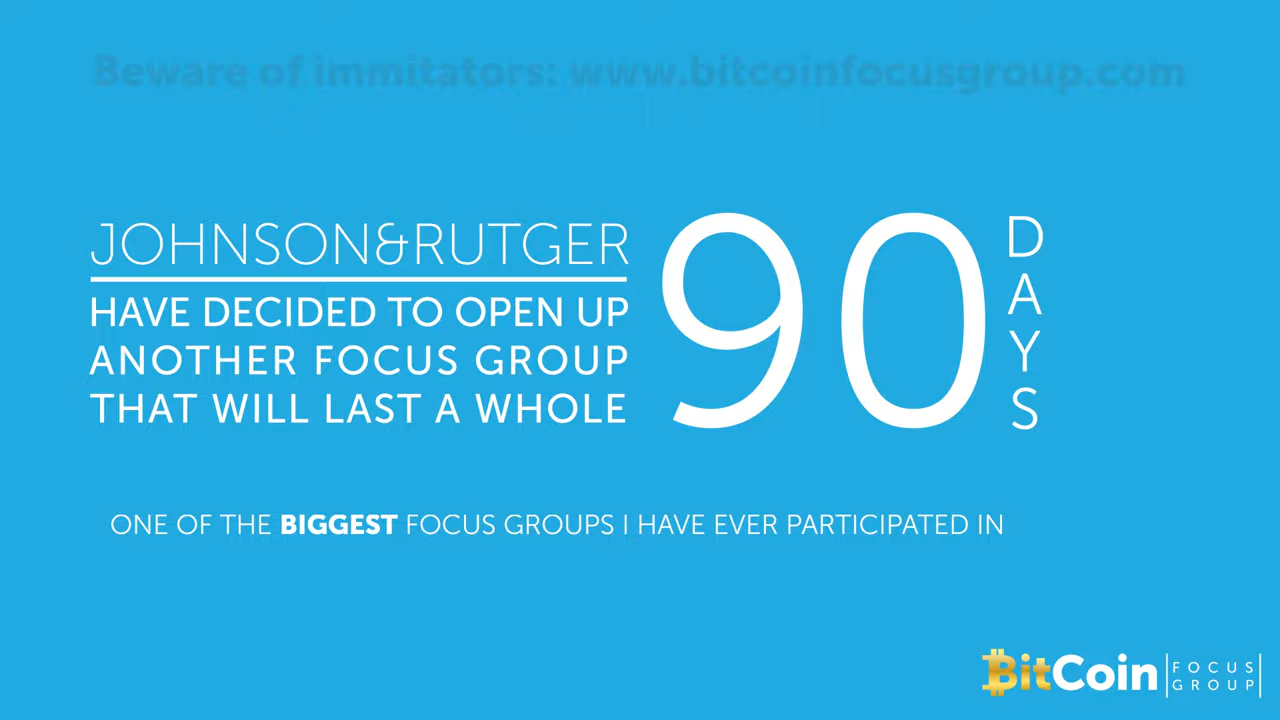 Beware of immitators: www.bitcoinfocusgroup.com
JOHNSON&RUTGER
HAVE DECIDED TO OPEN UP
ANOTHER FOCUS GROUP
THAT WILL LAST A WHOLE
90
DAYS
ONE OF THE BIGGEST FOCUS GROUPS I HAVE EVER PARTICIPATED IN
BitCoin
FOCUS
GROUP